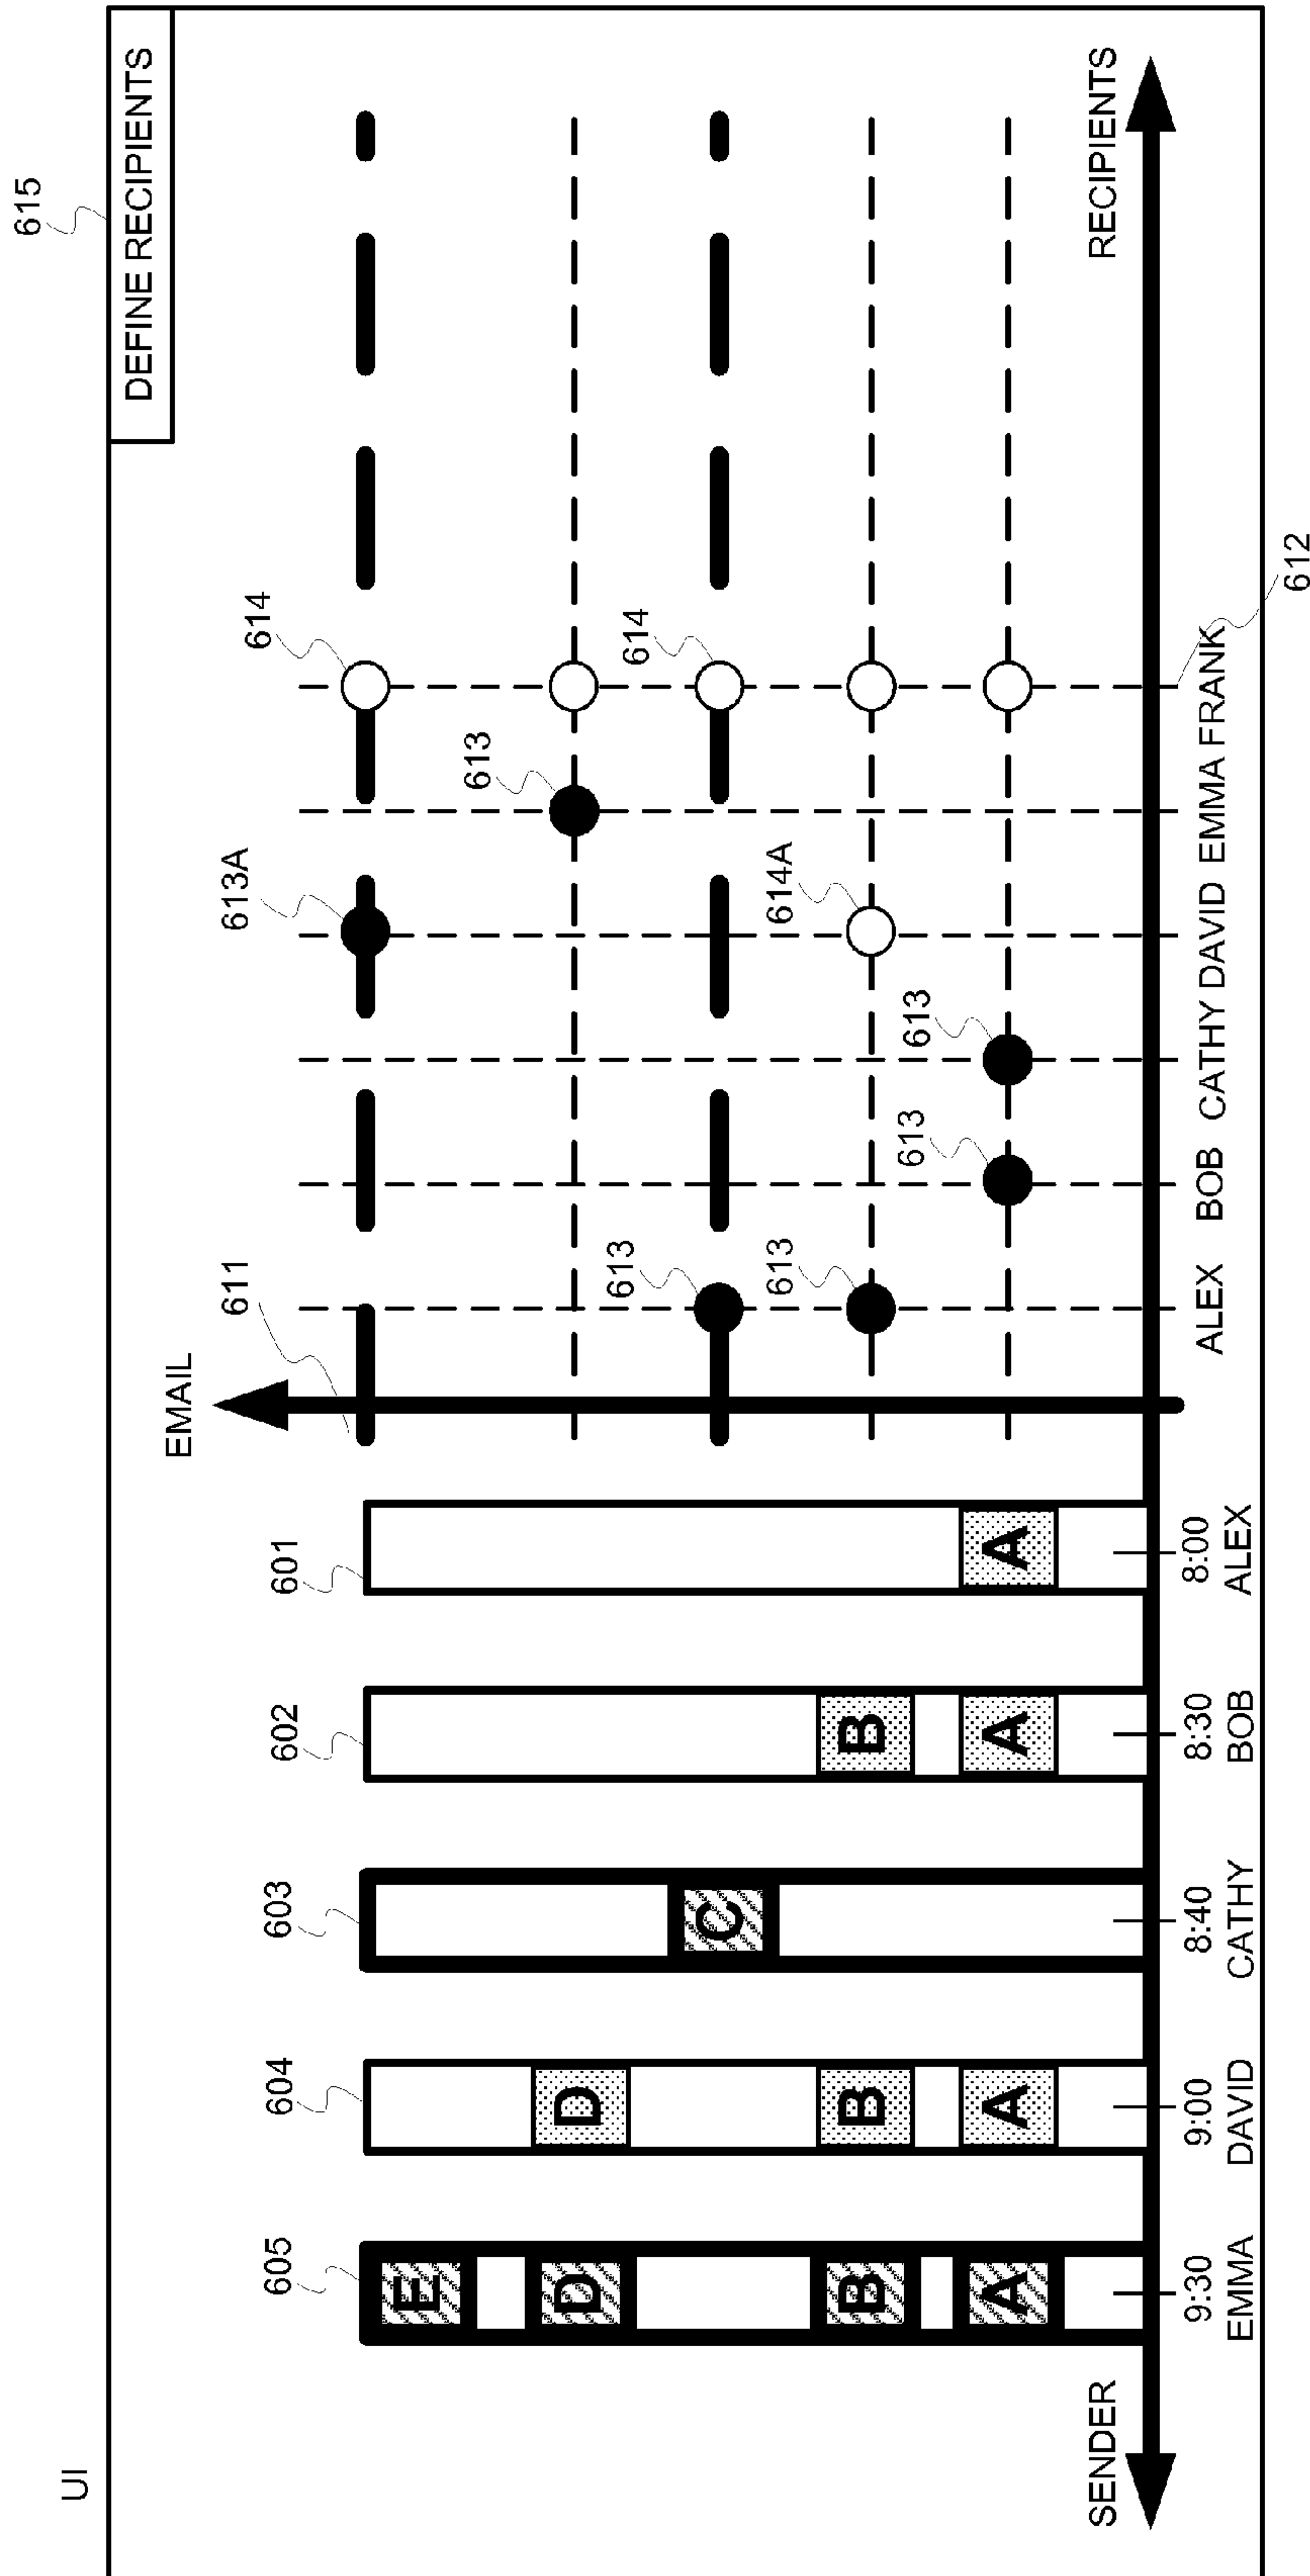 UI
615
DEFINE RECIPIENTS
EMAIL
611
613A
614
613
614
613
613
614A
613
613
605
604
603
602
601
E
D
D
C
B
B
B
A
A
A
A
SENDER
RECIPIENTS
9:30
9:00
8:40
8:30
8:00
EMMA
DAVID
CATHY
BOB
ALEX
ALEX BOB CATHY DAVID EMMA FRANK
612